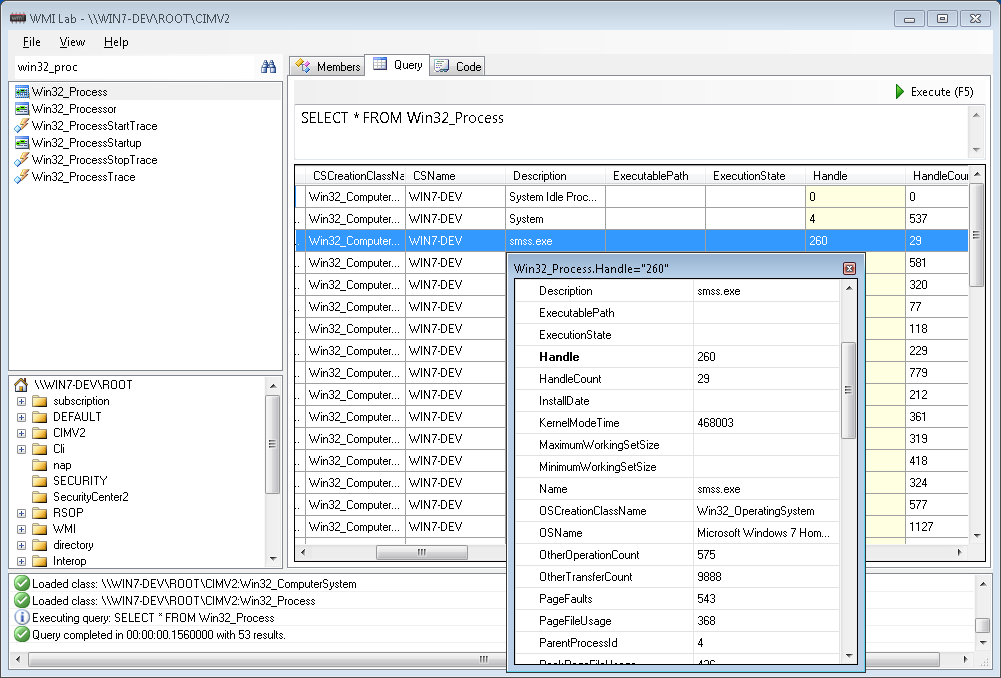 WMI Lab - \\WIN7-DEV\ROOT\CIMV2
File View Help
win32_proc
Members Query Code
Win32_Process
Win32_Processor
Win32_ProcessStartTrace
Win32_ProcessStartup
Win32_ProcessStopTrace
Win32_ProcessTrace
Execute (F5)
SELECT * FROM Win32_Process
CSCreationClassNa CSName Description ExecutablePath ExecutionState Handle HandleCour
Win32_Computer... WIN7-DEV System Idle Proc... 0 0
Win32_Computer... WIN7-DEV System 4 537
Win32_Computer... WIN7-DEV smss.exe 260 29
Win32_Computer... WIN7-DEV 581
Win32_Computer... WIN7-DEV 320
Win32_Computer... WIN7-DEV 77
Win32_Computer... WIN7-DEV 118
Win32_Computer... WIN7-DEV 229
Win32_Computer... WIN7-DEV 779
Win32_Computer... WIN7-DEV 212
Win32_Computer... WIN7-DEV 361
Win32_Computer... WIN7-DEV 319
Win32_Computer... WIN7-DEV 418
Win32_Computer... WIN7-DEV 324
Win32_Computer... WIN7-DEV 577
Win32_Computer... WIN7-DEV 1127
Win32_Process.Handle="260"
Description smss.exe
ExecutablePath
ExecutionState
Handle 260
HandleCount 29
InstallDate
KernelModeTime 468003
MaximumWorkingSetSize
MinimumWorkingSetSize
Name smss.exe
OSCreationClassName Win32_OperatingSystem
OSName Microsoft Windows 7 Hom...
OtherOperationCount 575
OtherTransferCount 9888
PageFaults 543
PageFileUsage 368
ParentProcessId 4
PeakPageFileUsage 436
\\WIN7-DEV\ROOT
subscription
DEFAULT
CIMV2
Cli
nap
SECURITY
SecurityCenter2
RSOP
WMI
directory
Interop
Loaded class: \\WIN7-DEV\ROOT\CIMV2:Win32_ComputerSystem
Loaded class: \\WIN7-DEV\ROOT\CIMV2:Win32_Process
Executing query: SELECT * FROM Win32_Process
Query completed in 00:00:00.1560000 with 53 results.